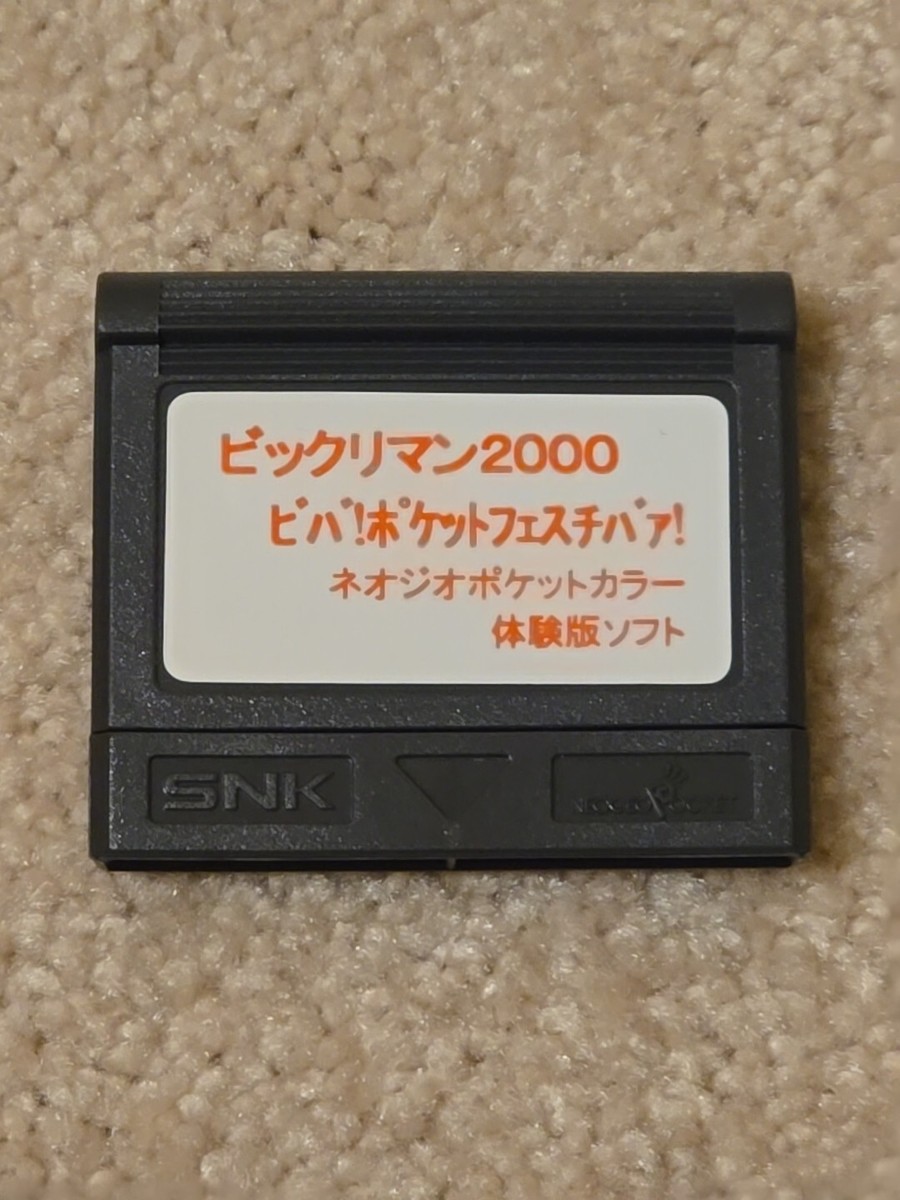 ビックリマン2000
ビバ!ポケットフェスチバァ!
ネオジオポケットカラー
体験版ソフト
SNK